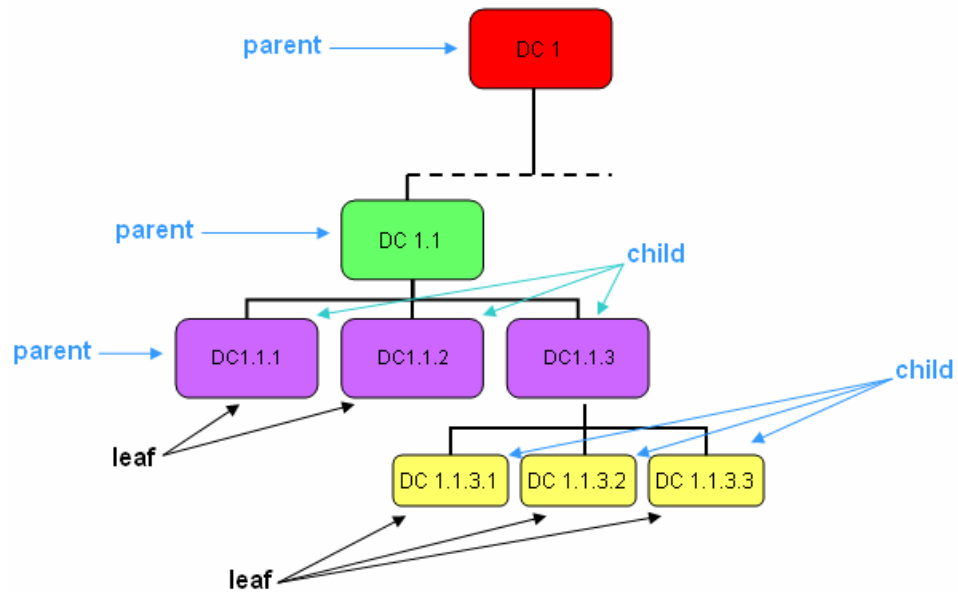 parent
DC 1
parent
DC 1.1
child
parent
DC1.1.1
DC1.1.2
DC1.1.3
child
leaf
DC 1.1.3.1
DC 1.1.3.2
DC 1.1.3.3
leaf